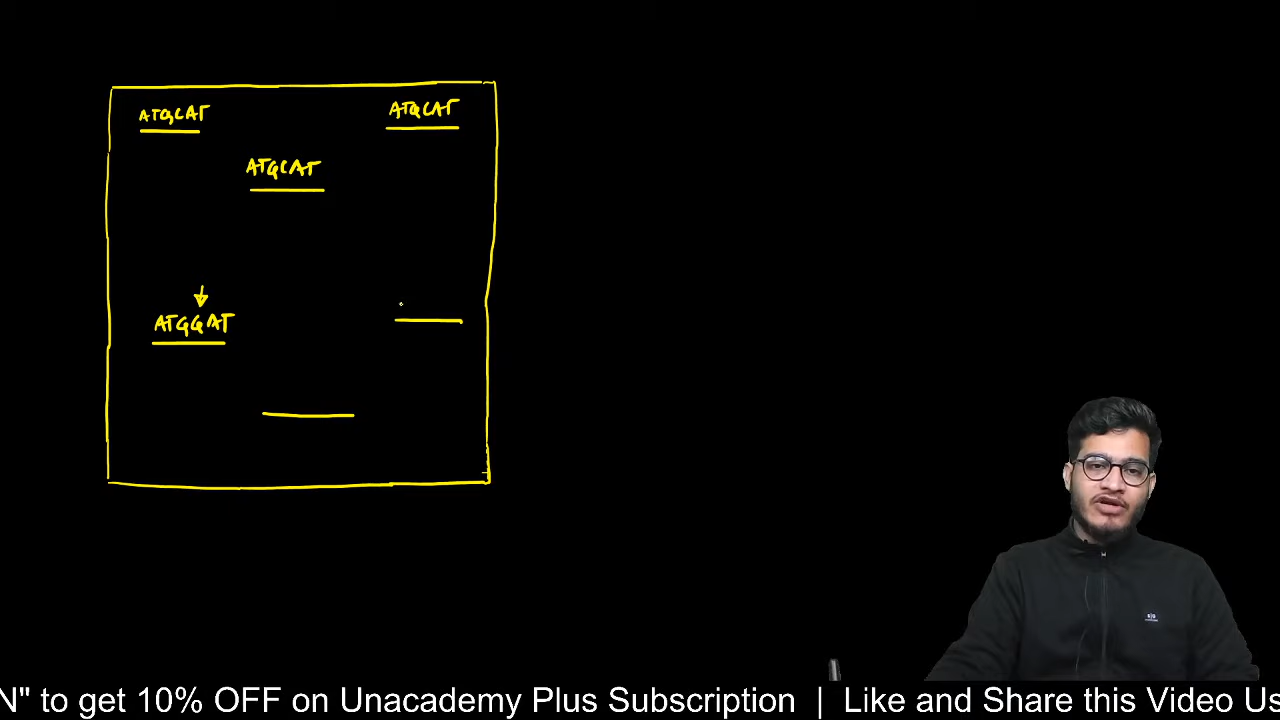 ATGCAT ATGCAT
ATGCAT
ATGGAT
N" to get 10% OFF on Unacademy Plus Subscription | Like and Share this Video Us